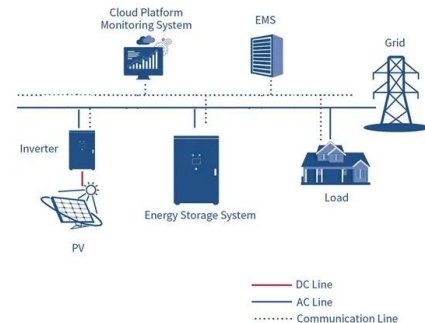 Cloud Platform
Monitoring System
EMS
Grid
Inverter
Energy Storage System
Load
PV
DC Line
AC Line
Communication Line